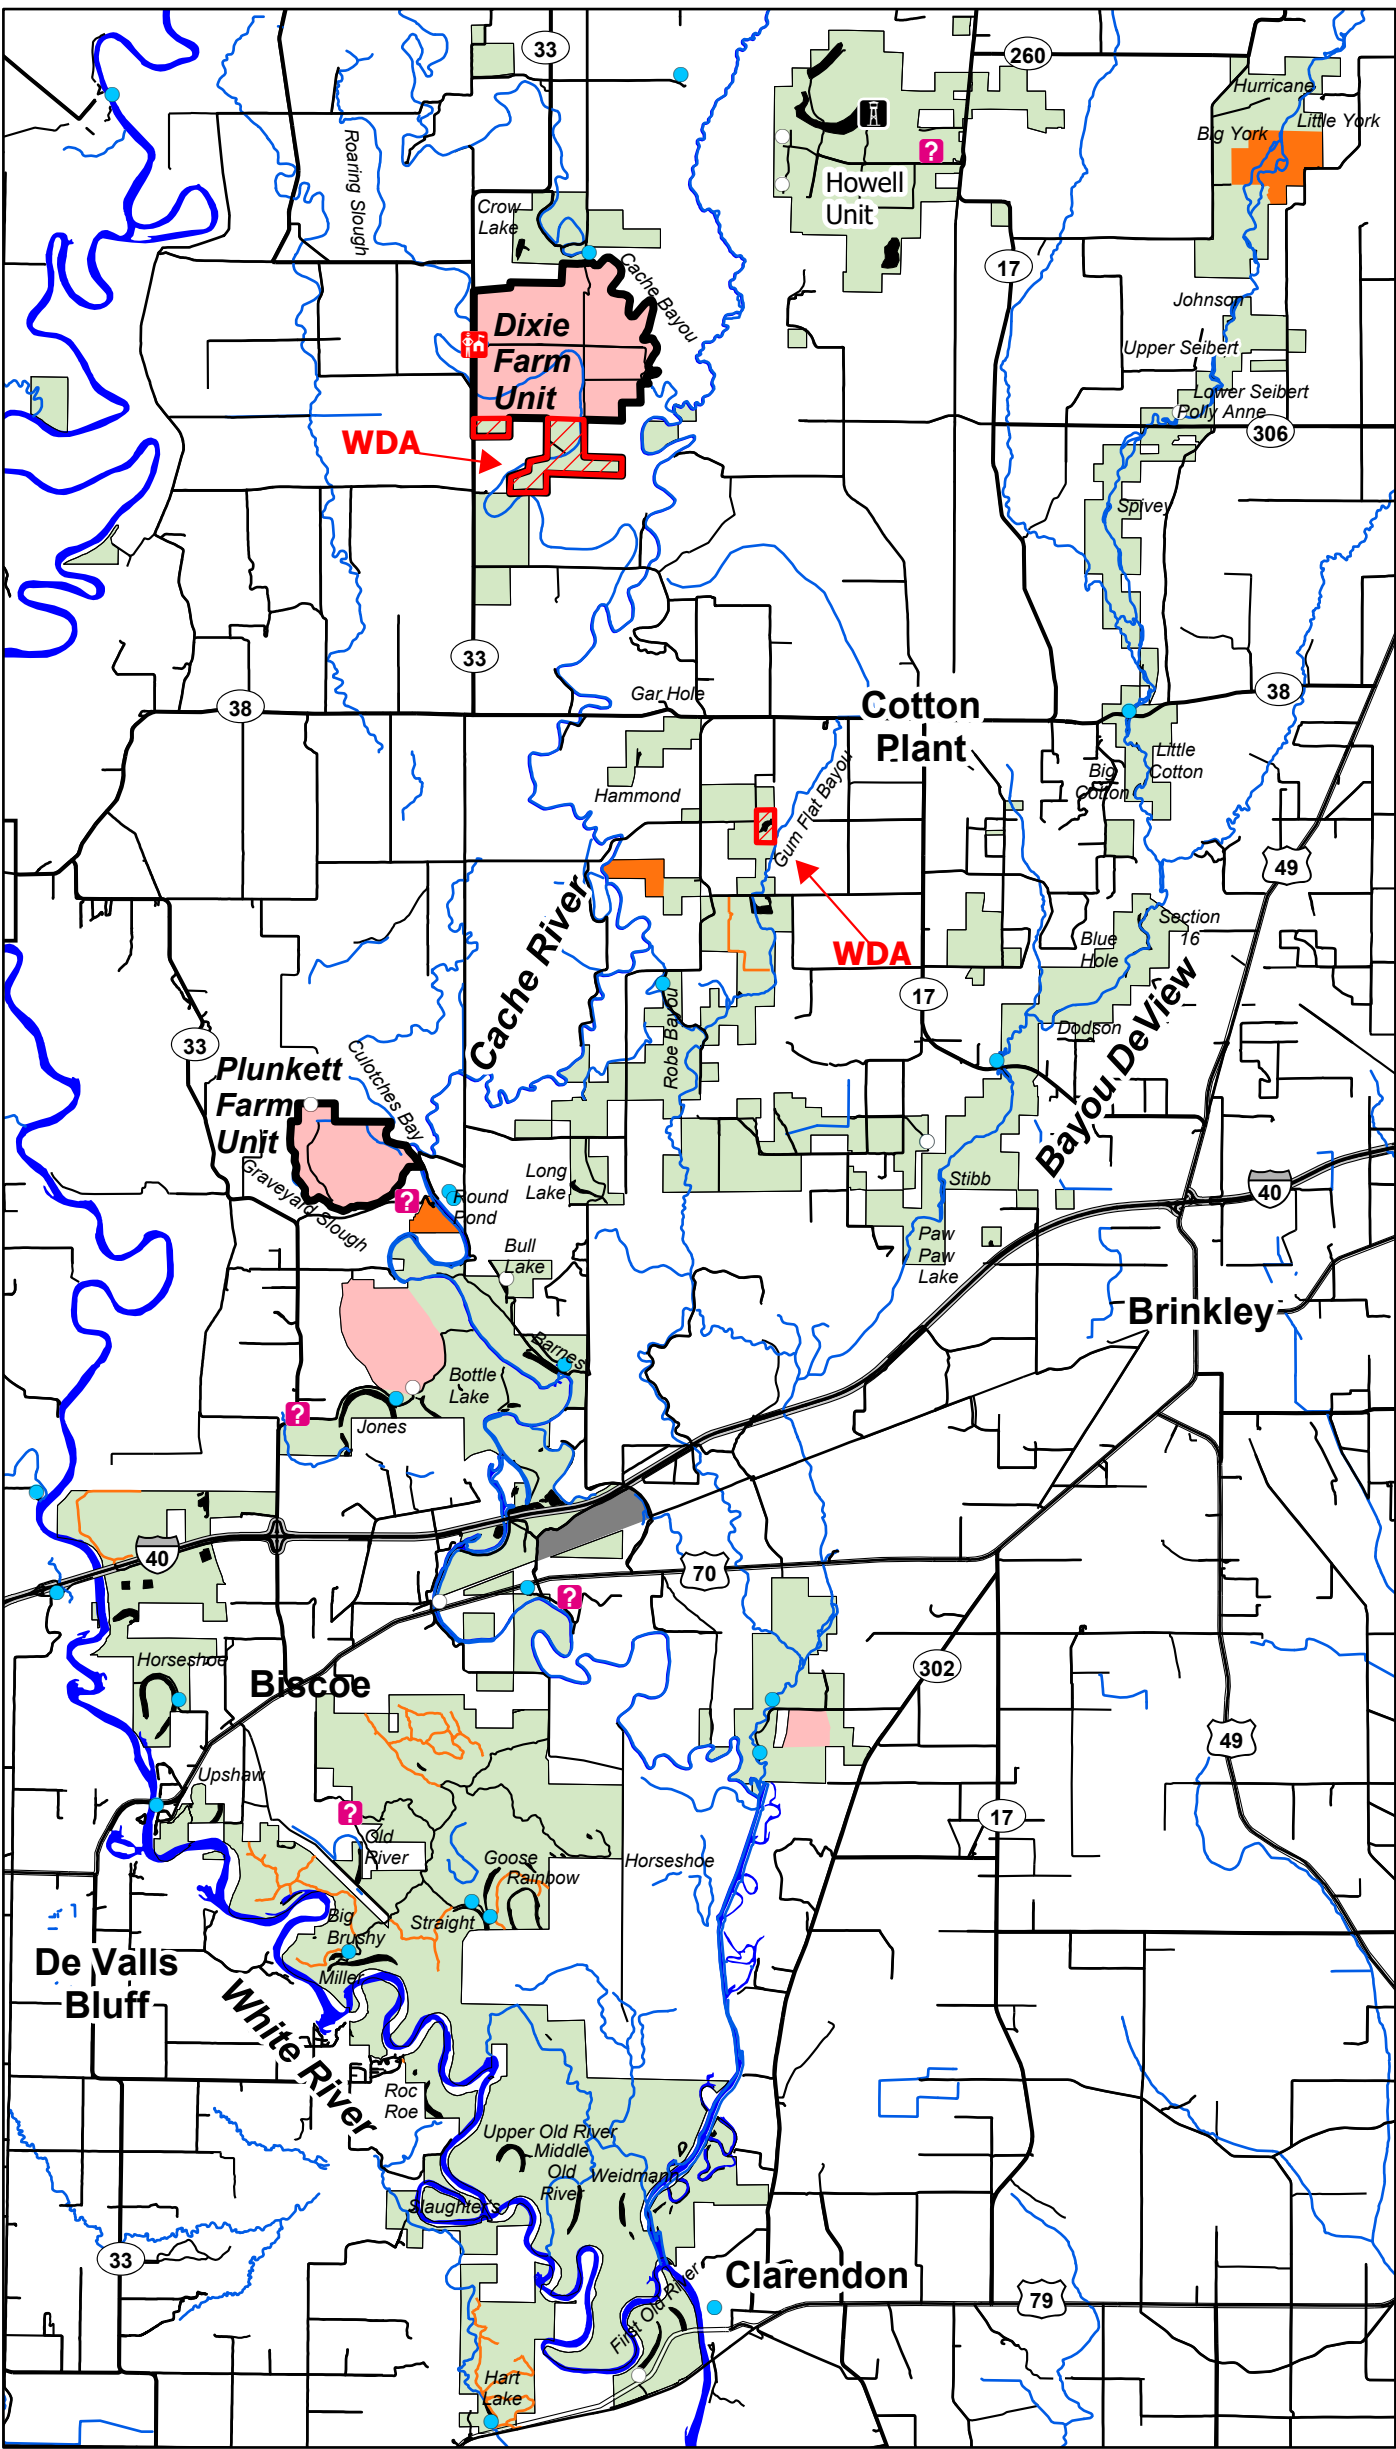 33
260
Hurricane
Little York
Big York
?
Roaring Slough
Howell
Unit
Crow
Lake
17
Cache Bayou
Johnson
Dixie
Farm
Unit
Upper Seibert
Lower Seibert
Polly Anne
306
WDA
Spivey
33
38
Gar Hole
38
Cotton
Plant
Little
Cotton
Big
Cotton
Hammond
Gum Flat Bayou
49
Cache River
Section
16
Blue
Hole
WDA
17
33
Robe Bayou
Dodson
Bayou DeView
Culotches Bay
Plunkett
Farm
Unit
Graveyard Slough
?
Round
Pond
Long
Lake
Stibb
40
Bull
Lake
Paw
Paw
Lake
Brinkley
Barnes
Bottle
Lake
?
Jones
40
70
?
Horseshoe
Biscoe
302
49
Upshaw
?
17
Old
River
Goose
Rainbow
Horseshoe
Big
Brushy
Straight
Miller
De Valls
Bluff
White River
Roc
Roe
Upper Old River
Middle
Old
River
Weidmann
Slaughter's
33
Clarendon
79
First Old River
Hart
Lake